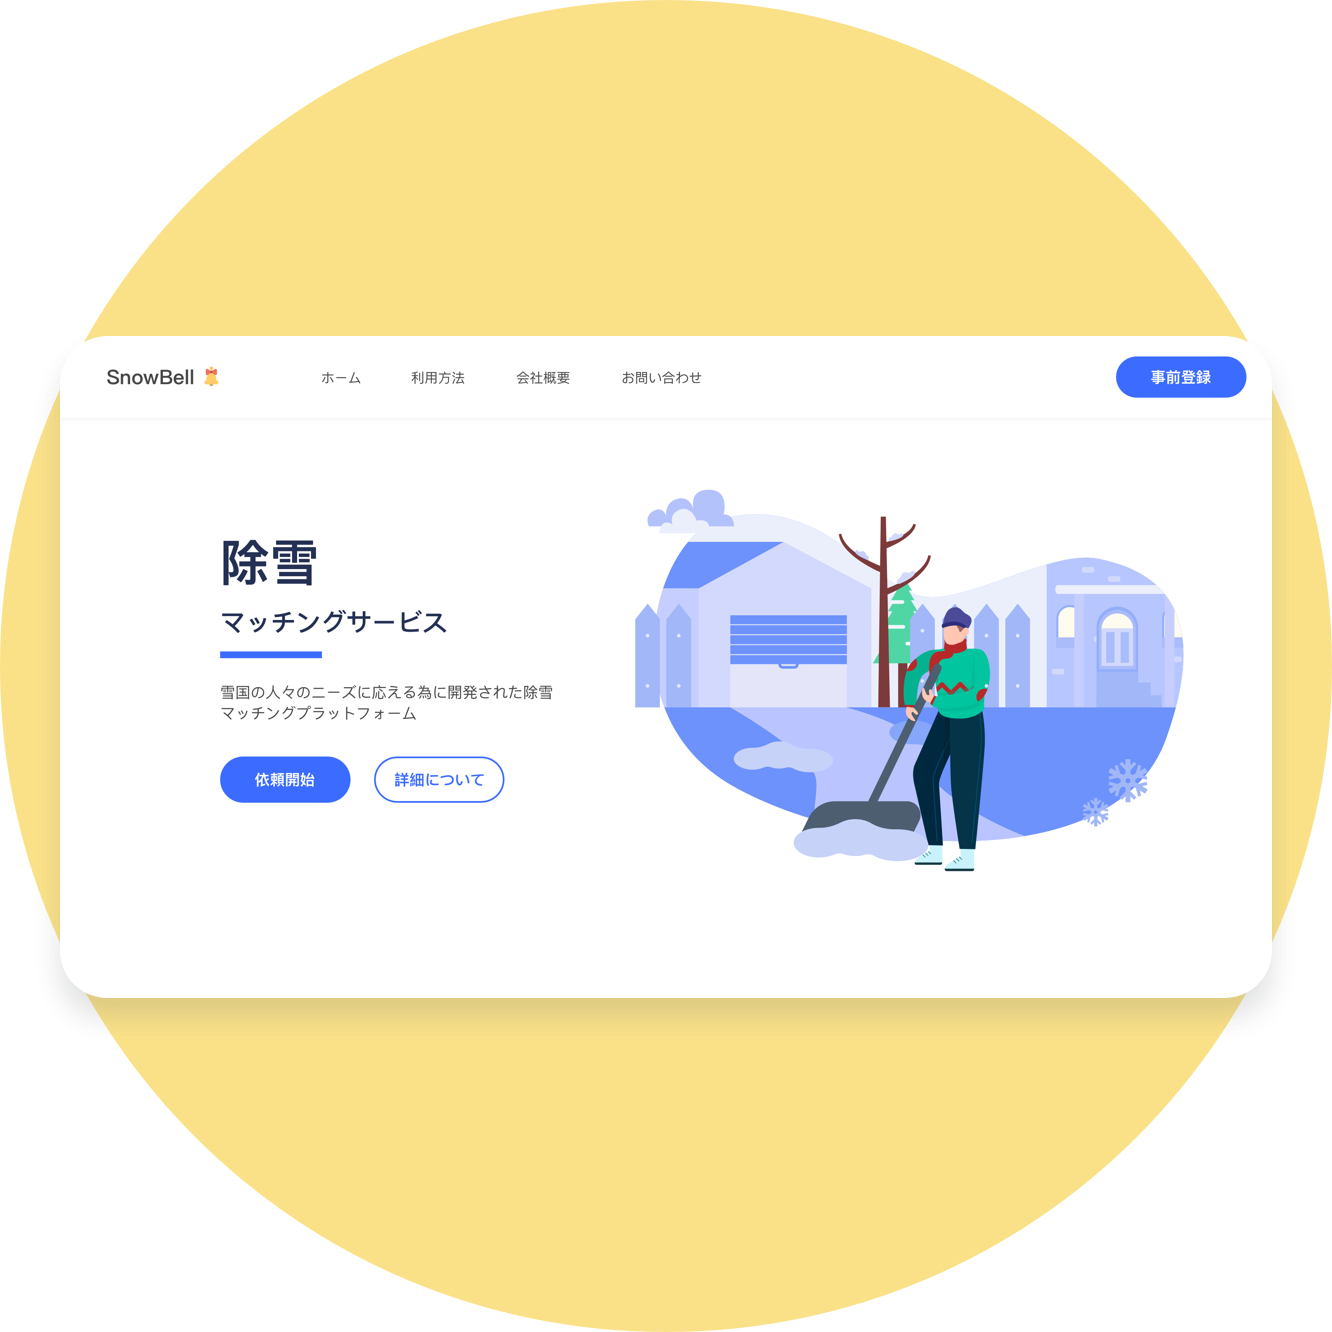 SnowBell
ホーム
利用方法
会社概要
お問い合わせ
事前登録
除雪
マッチングサービス
雪国の人々のニーズに応える為に開発された除雪
マッチングプラットフォーム
依頼開始
詳細について